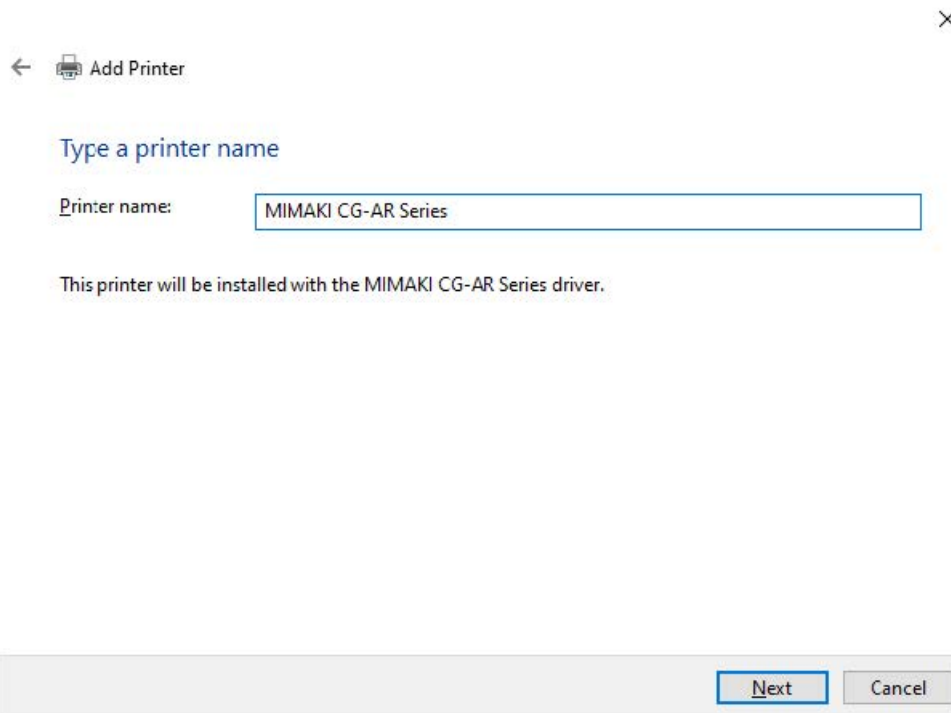 Add Printer
Type a printer name
Printer name:
MIMAKI CG-AR Series
This printer will be installed with the MIMAKI CG-AR Series driver.
Next
Cancel